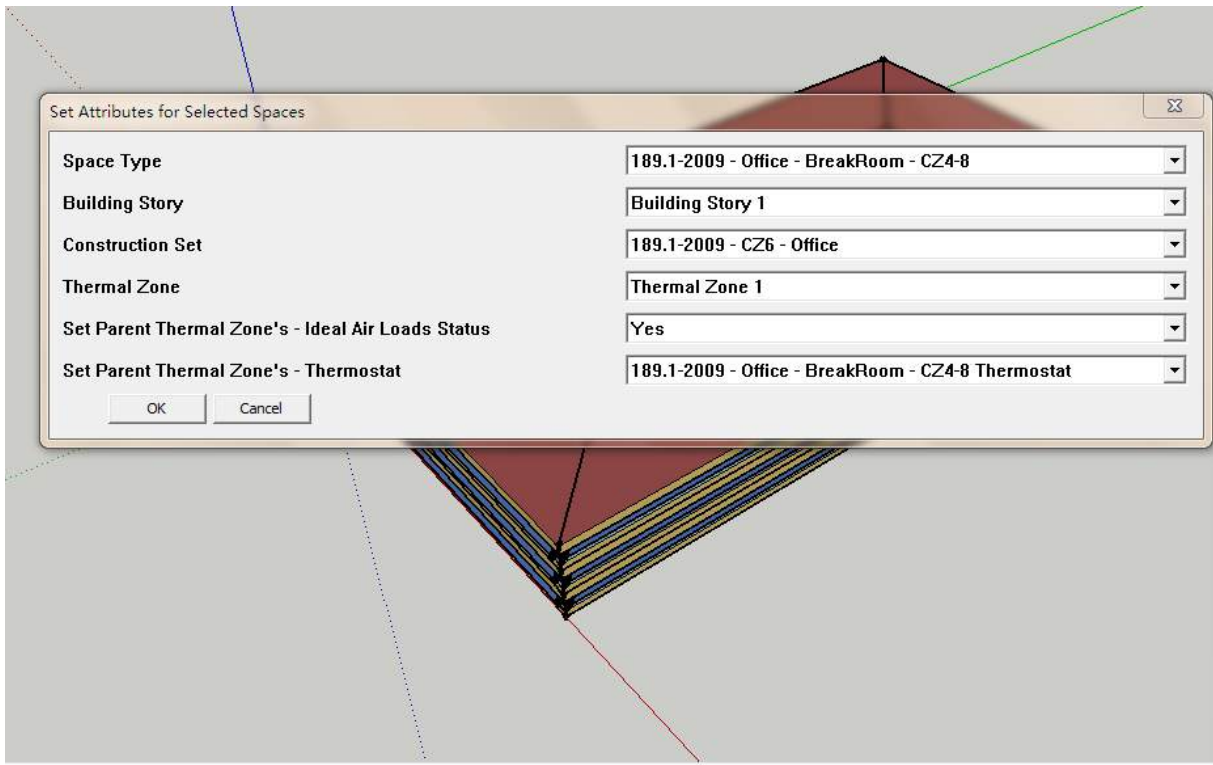 Set Attributes for Selected Spaces
Space Type 189.1-2009 - Office - BreakRoom - CZ4-8
Building Story Building Story 1
Construction Set 189.1-2009 - CZ6 - Office
Thermal Zone Thermal Zone 1
Set Parent Thermal Zone's - Ideal Air Loads Status Yes
Set Parent Thermal Zone's - Thermostat 189.1-2009 - Office - BreakRoom - CZ4-8 Thermostat
OK Cancel